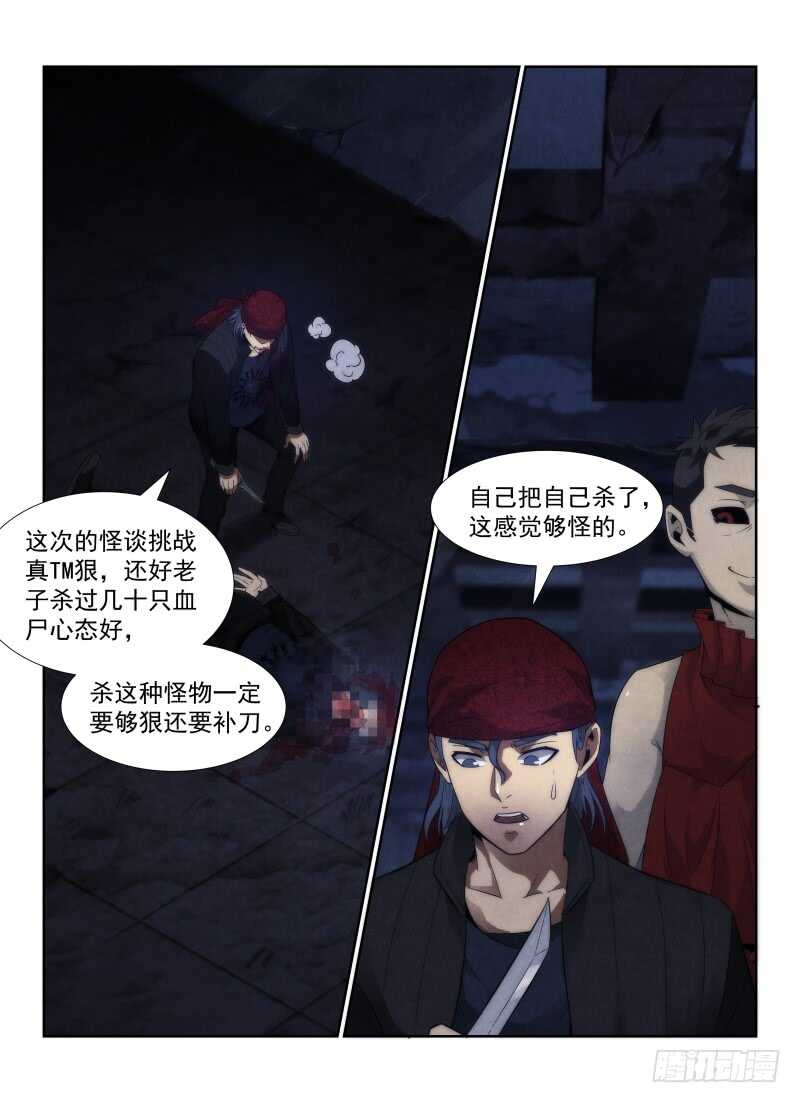 这次的怪谈挑战
真TM狠，还好老
子杀过几十只血
尸心态好，
杀这种怪物一定
要够狠还要补刀。
自己把自己杀了，
这感觉够怪的。
腾讯动漫